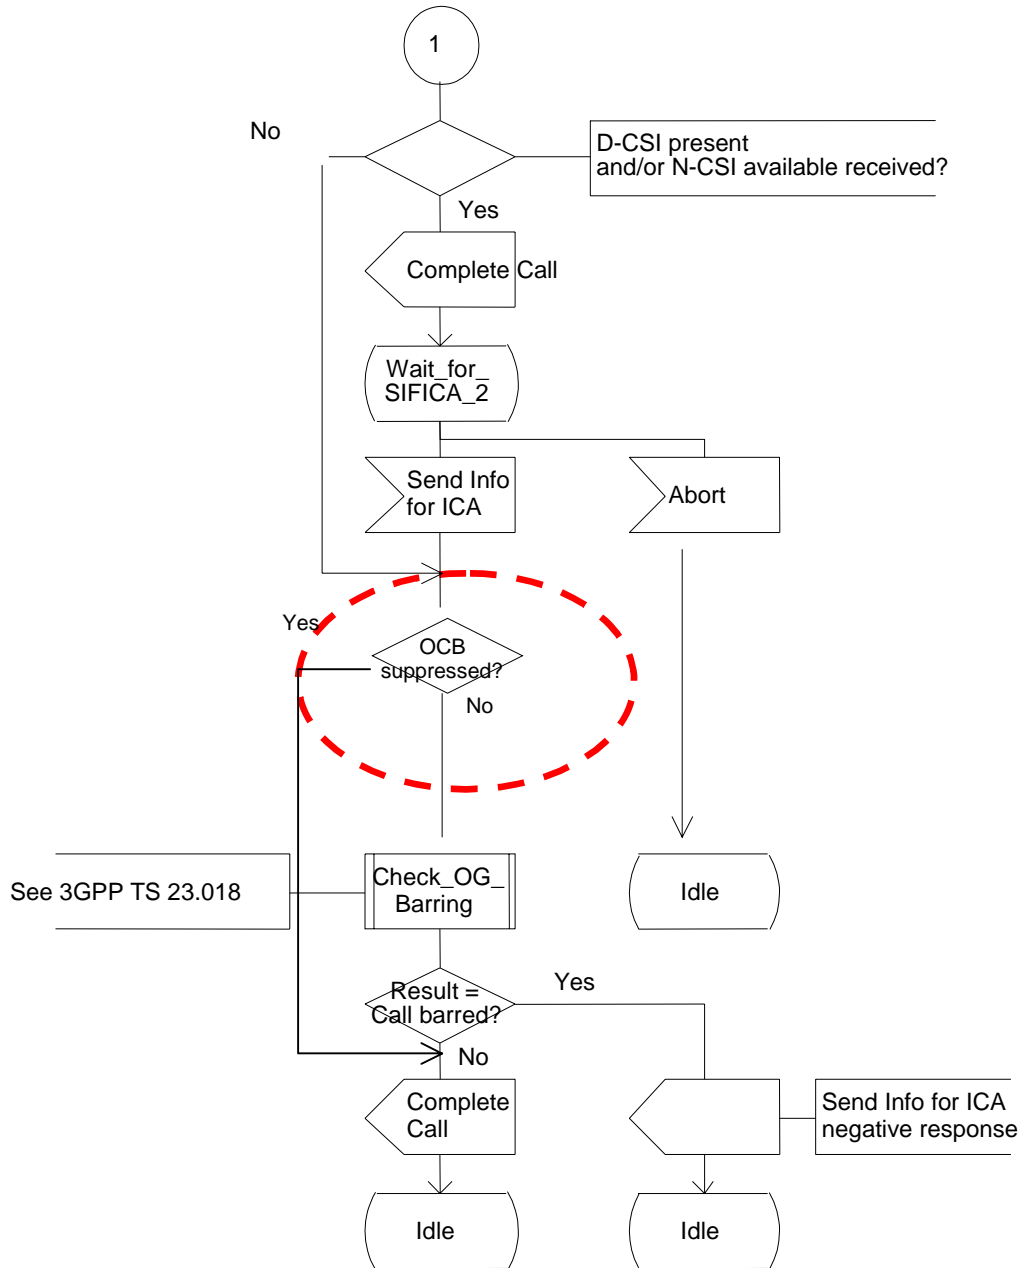 1
No
D-CSI present
and/or N-CSI available received?
Yes
Complete Call
Wait_for_
SIFICA_2
Send Info
for ICA
Abort
Yes
OCB
suppressed?
No
See 3GPP TS 23.018
Check_OG_
Barring
Idle
Result =
Call barred?
Yes
No
Complete
Call
Send Info for ICA
negative response
Idle
Idle